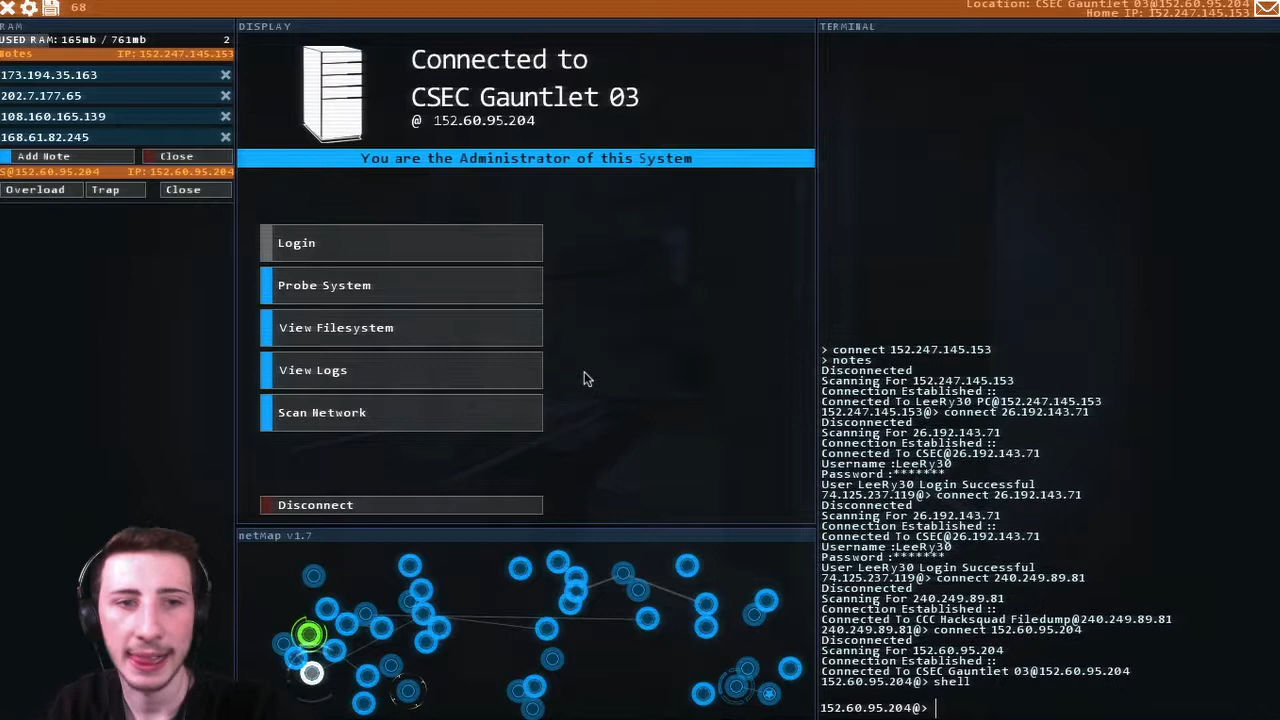 68
Location: CSEC Gauntlet 03@152.60.95.204
Home IP: 152.247.145.153
RAM
USED RAM: 165mb / 761mb 2
Notes IP: 152.247.145.153
173.194.35.163
202.7.177.65
108.160.165.139
168.61.82.245
Add Note Close
S@152.60.95.204 IP: 152.60.95.204
Overload Trap Close
DISPLAY
Connected to
CSEC Gauntlet 03
@ 152.60.95.204
You are the Administrator of this System
Login
Probe System
View Filesystem
View Logs
Scan Network
Disconnect
netMap v1.7
TERMINAL
> connect 152.247.145.153
> notes
Disconnected
Scanning For 152.247.145.153
Connection Established ::
Connected To LeeRy30 PC@152.247.145.153
152.247.145.153@> connect 26.192.143.71
Disconnected
Scanning For 26.192.143.71
Connection Established ::
Connected To CSEC@26.192.143.71
Username :LeeRy30
Password :*******
User LeeRy30 Login Successful
74.125.237.119@> connect 26.192.143.71
Disconnected
Scanning For 26.192.143.71
Connection Established ::
Connected To CSEC@26.192.143.71
Username :LeeRy30
Password :*******
User LeeRy30 Login Successful
74.125.237.119@> connect 240.249.89.81
Disconnected
Scanning For 240.249.89.81
Connection Established ::
Connected To CCC Hacksquad Filedump@240.249.89.81
240.249.89.81@> connect 152.60.95.204
Disconnected
Scanning For 152.60.95.204
Connection Established ::
Connected To CSEC Gauntlet 03@152.60.95.204
152.60.95.204@> shell
152.60.95.204@>